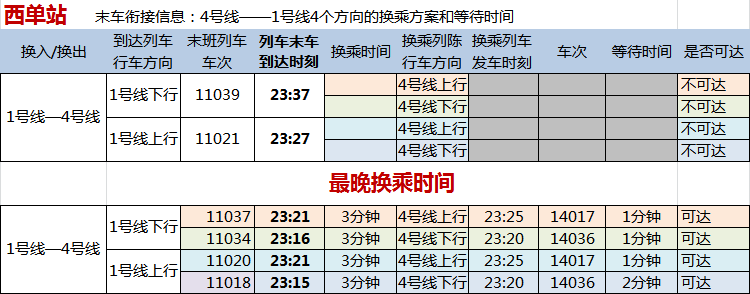 西单站 末车衔接信息：4号线——1号线4个方向的换乘方案和等待时间
换入/换出 到达列车行车方向 末班列车车次 列车末车到达时刻 换乘时间 换乘列陈行车方向 换乘列车发车时刻 车次 等待时间 是否可达
1号线—4号线 1号线下行 11039 23:37 4号线上行 不可达
4号线下行 不可达
1号线上行 11021 23:27 4号线上行 不可达
4号线下行 不可达
最晚换乘时间
1号线—4号线 1号线下行 11037 23:21 3分钟 4号线上行 23:25 14017 1分钟 可达
11034 23:16 3分钟 4号线下行 23:20 14036 1分钟 可达
1号线上行 11020 23:21 3分钟 4号线上行 23:25 14017 1分钟 可达
11018 23:15 3分钟 4号线下行 23:20 14036 2分钟 可达